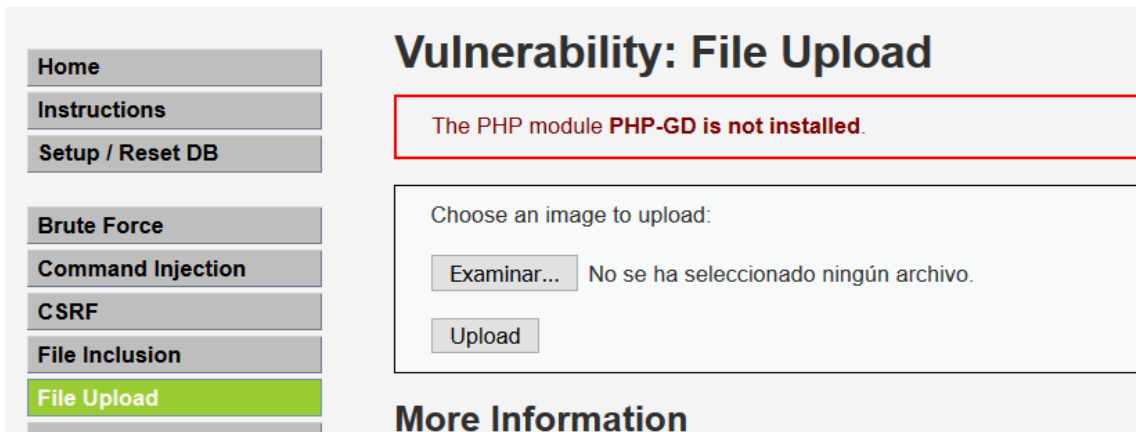 Home
Instructions
Setup / Reset DB
Brute Force
Command Injection
CSRF
File Inclusion
File Upload
Vulnerability: File Upload
The PHP module PHP-GD is not installed.
Choose an image to upload:
Examinar... No se ha seleccionado ningún archivo.
Upload
More Information